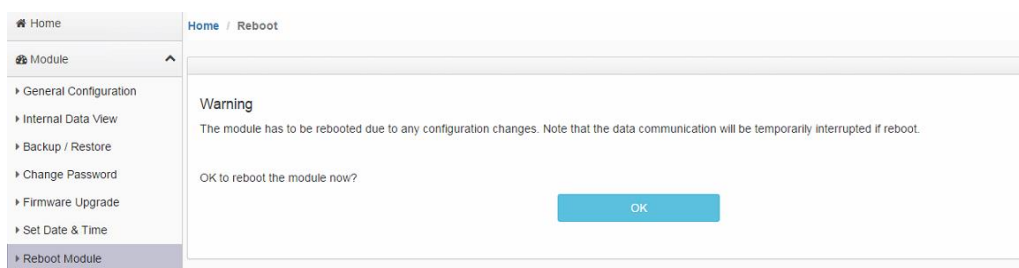 Home
Home / Reboot
Module
General Configuration
Internal Data View
Backup / Restore
Change Password
Firmware Upgrade
Set Date & Time
Reboot Module
Warning
The module has to be rebooted due to any configuration changes. Note that the data communication will be temporarily interrupted if reboot.
OK to reboot the module now?
OK